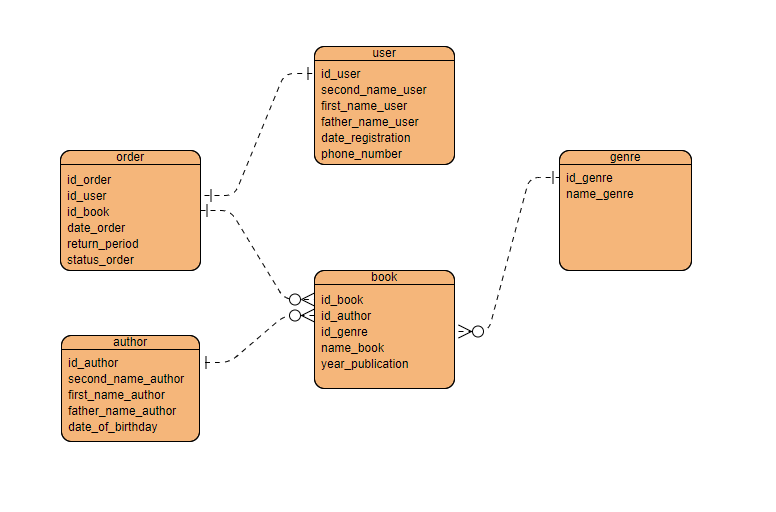 user
id_user
second_name_user
first_name_user
father_name_user
date_registration
phone_number
order
id_order
id_user
id_book
date_order
return_period
status_order
genre
id_genre
name_genre
book
id_book
id_author
id_genre
name_book
year_publication
author
id_author
second_name_author
first_name_author
father_name_author
date_of_birthday